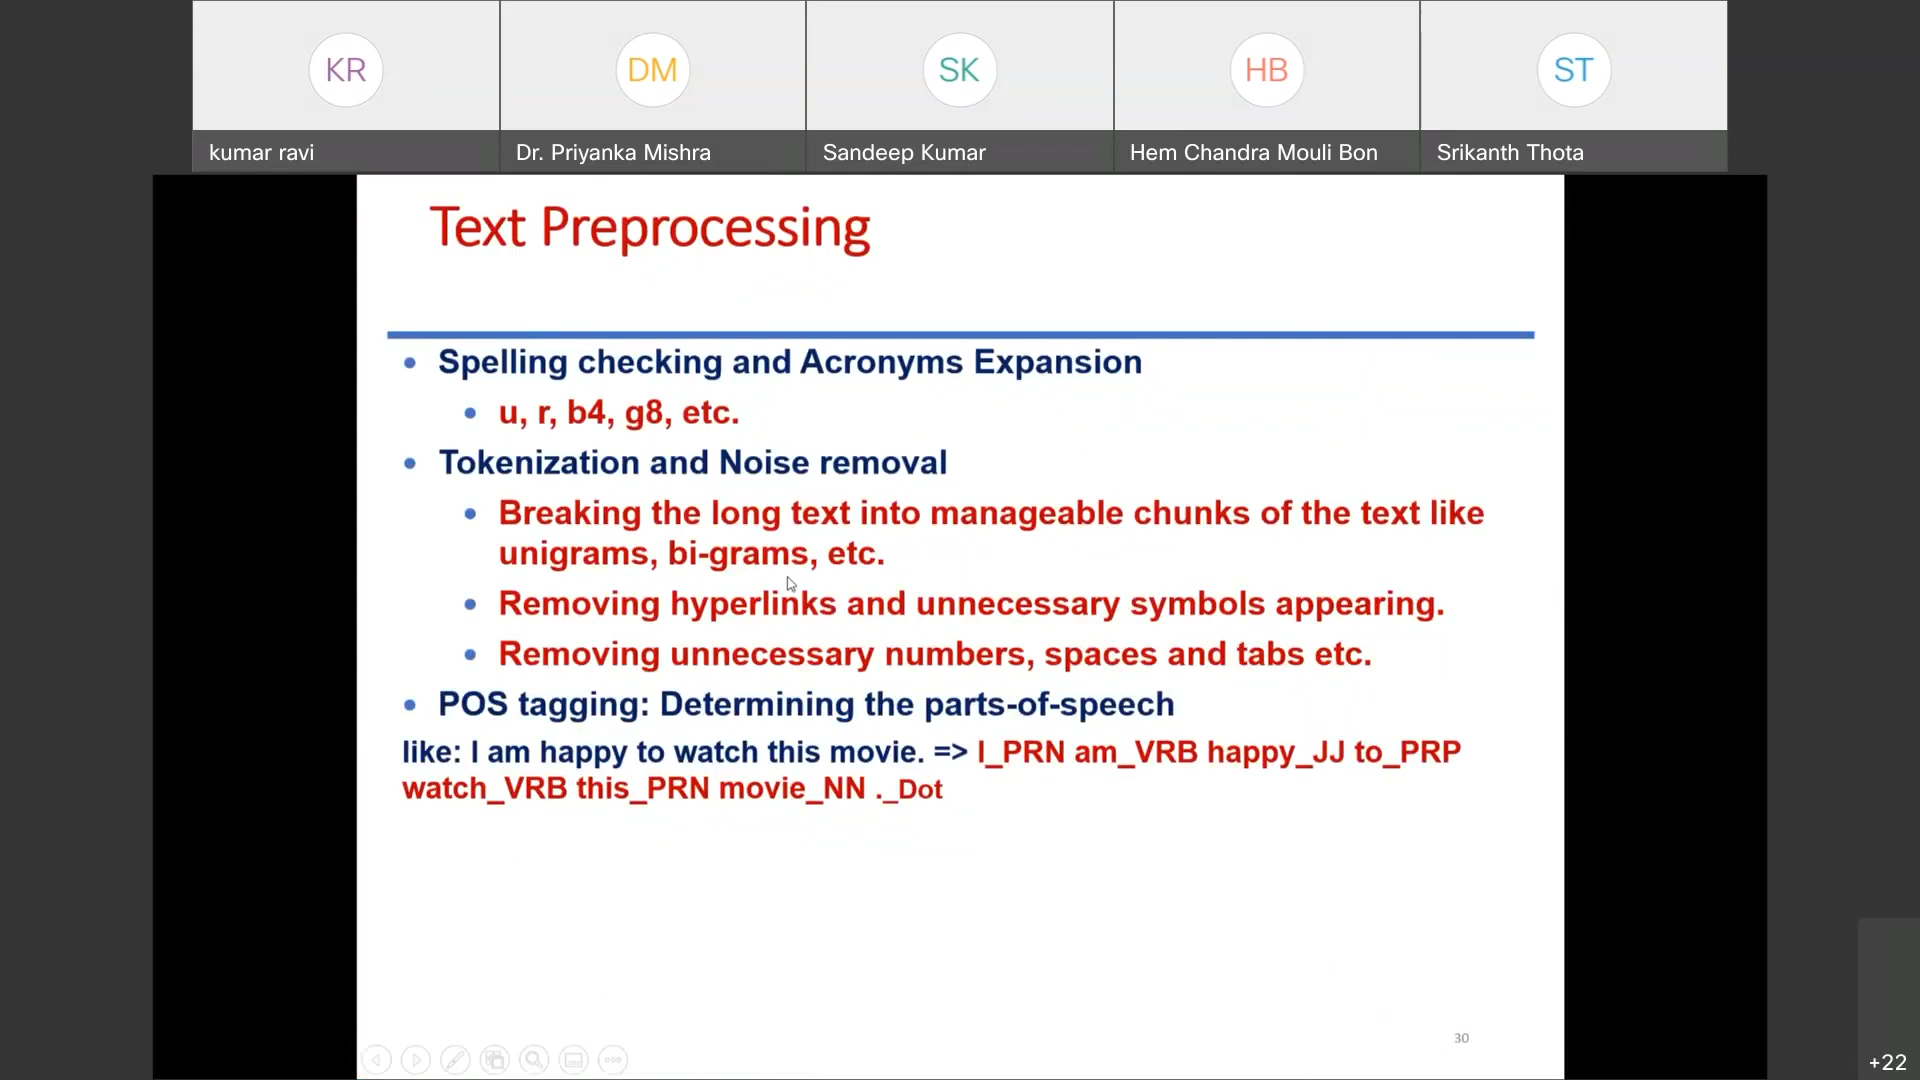 KR
DM
SK
HB
ST
kumar ravi
Dr. Priyanka Mishra
Sandeep Kumar
Hem Chandra Mouli Bon
Srikanth Thota
Text Preprocessing
• Spelling checking and Acronyms Expansion
• u, r, b4, g8, etc.
• Tokenization and Noise removal
• Breaking the long text into manageable chunks of the text like
unigrams, bi-grams, etc.
• Removing hyperlinks and unnecessary symbols appearing.
• Removing unnecessary numbers, spaces and tabs etc.
• POS tagging: Determining the parts-of-speech
like: I am happy to watch this movie. => I_PRN am_VRB happy_JJ to_PRP
watch_VRB this_PRN movie_NN ._Dot
30
+22